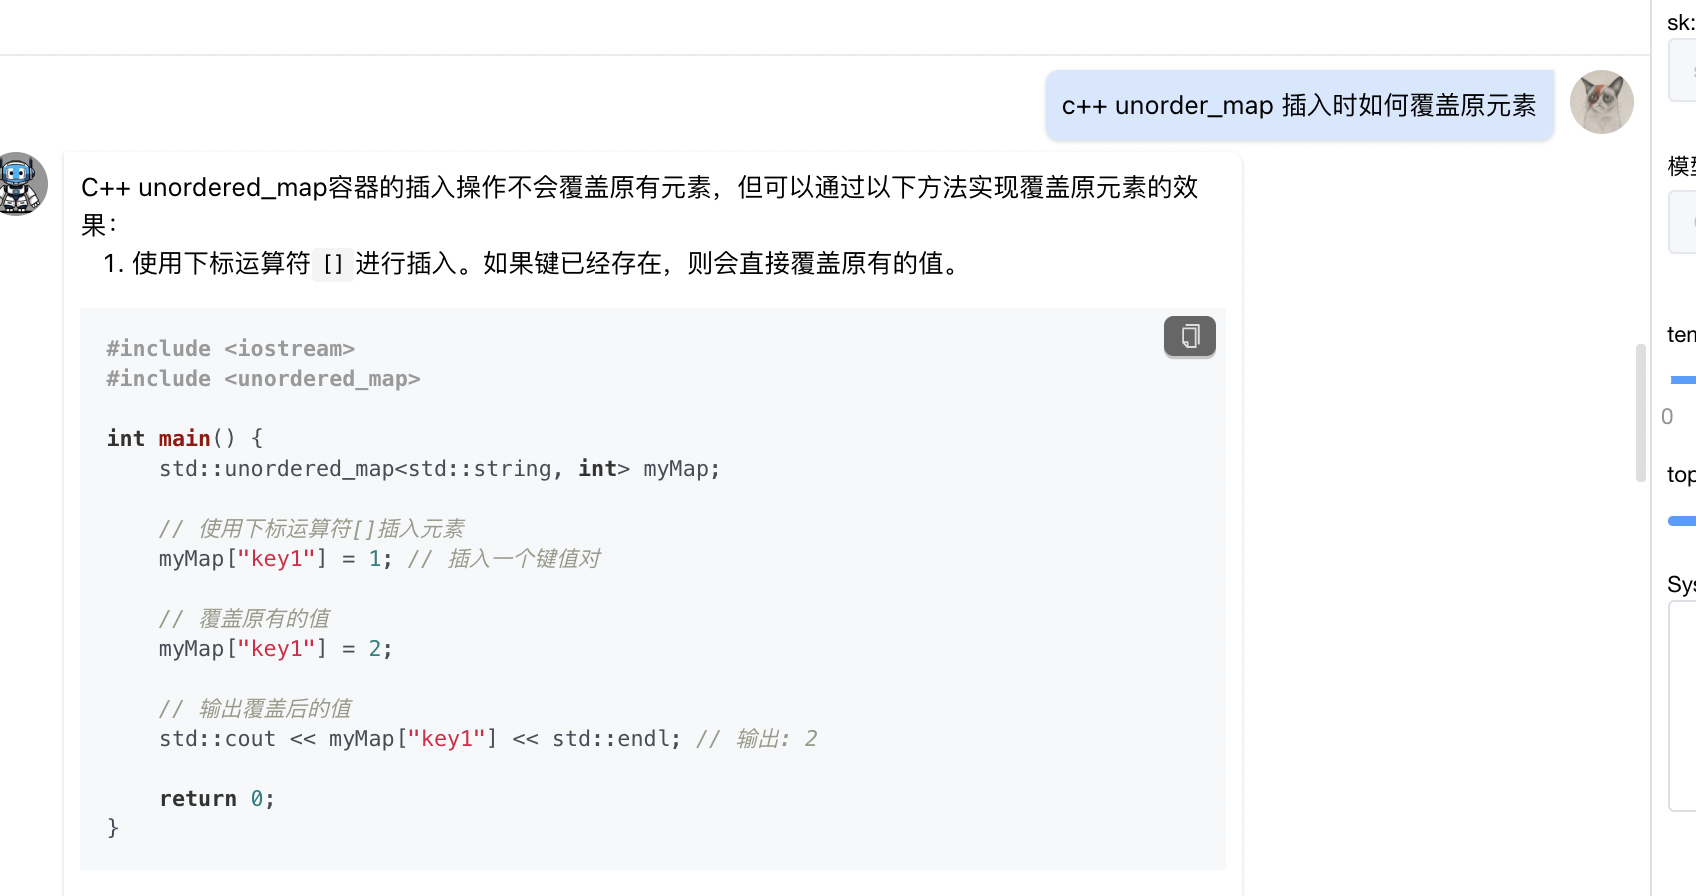 sk:
c++ unorder_map 插入时如何覆盖原元素
C++ unordered_map容器的插入操作不会覆盖原有元素，但可以通过以下方法实现覆盖原元素的效
果：
1. 使用下标运算符 [] 进行插入。如果键已经存在，则会直接覆盖原有的值。
#include <iostream>
#include <unordered_map>
int main() {
std::unordered_map<std::string, int> myMap;
// 使用下标运算符[]插入元素
myMap["key1"] = 1; // 插入一个键值对
// 覆盖原有的值
myMap["key1"] = 2;
// 输出覆盖后的值
std::cout << myMap["key1"] << std::endl; // 输出: 2
return 0;
}
模型
ten
0
top
Sys